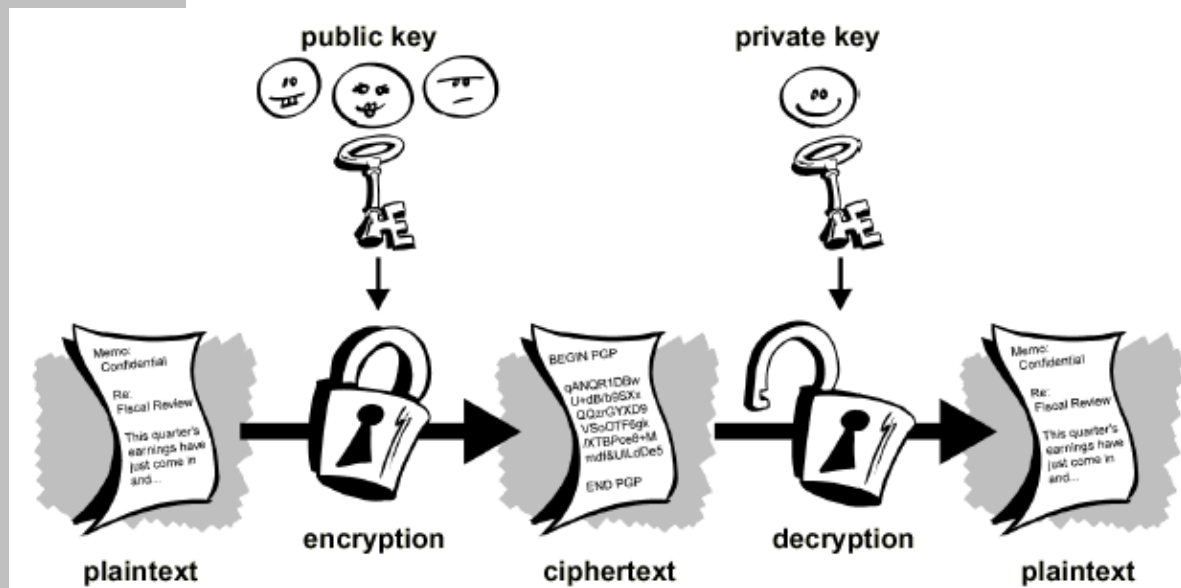 public key
private key
Memo:
Confidential
Re:
Fiscal Review
This quarter's
earnings have
just come in
and...
BEGIN PGP
qANQR1DBw
U+dB/b9SXx
QQzrGYXD9
VSoOTF6gk
/XTBPce8+M
END PGP
Memo:
Confidential
Re:
Fiscal Review
This quarter's
earnings have
just come in
and...
encryption
decryption
plaintext
ciphertext
plaintext